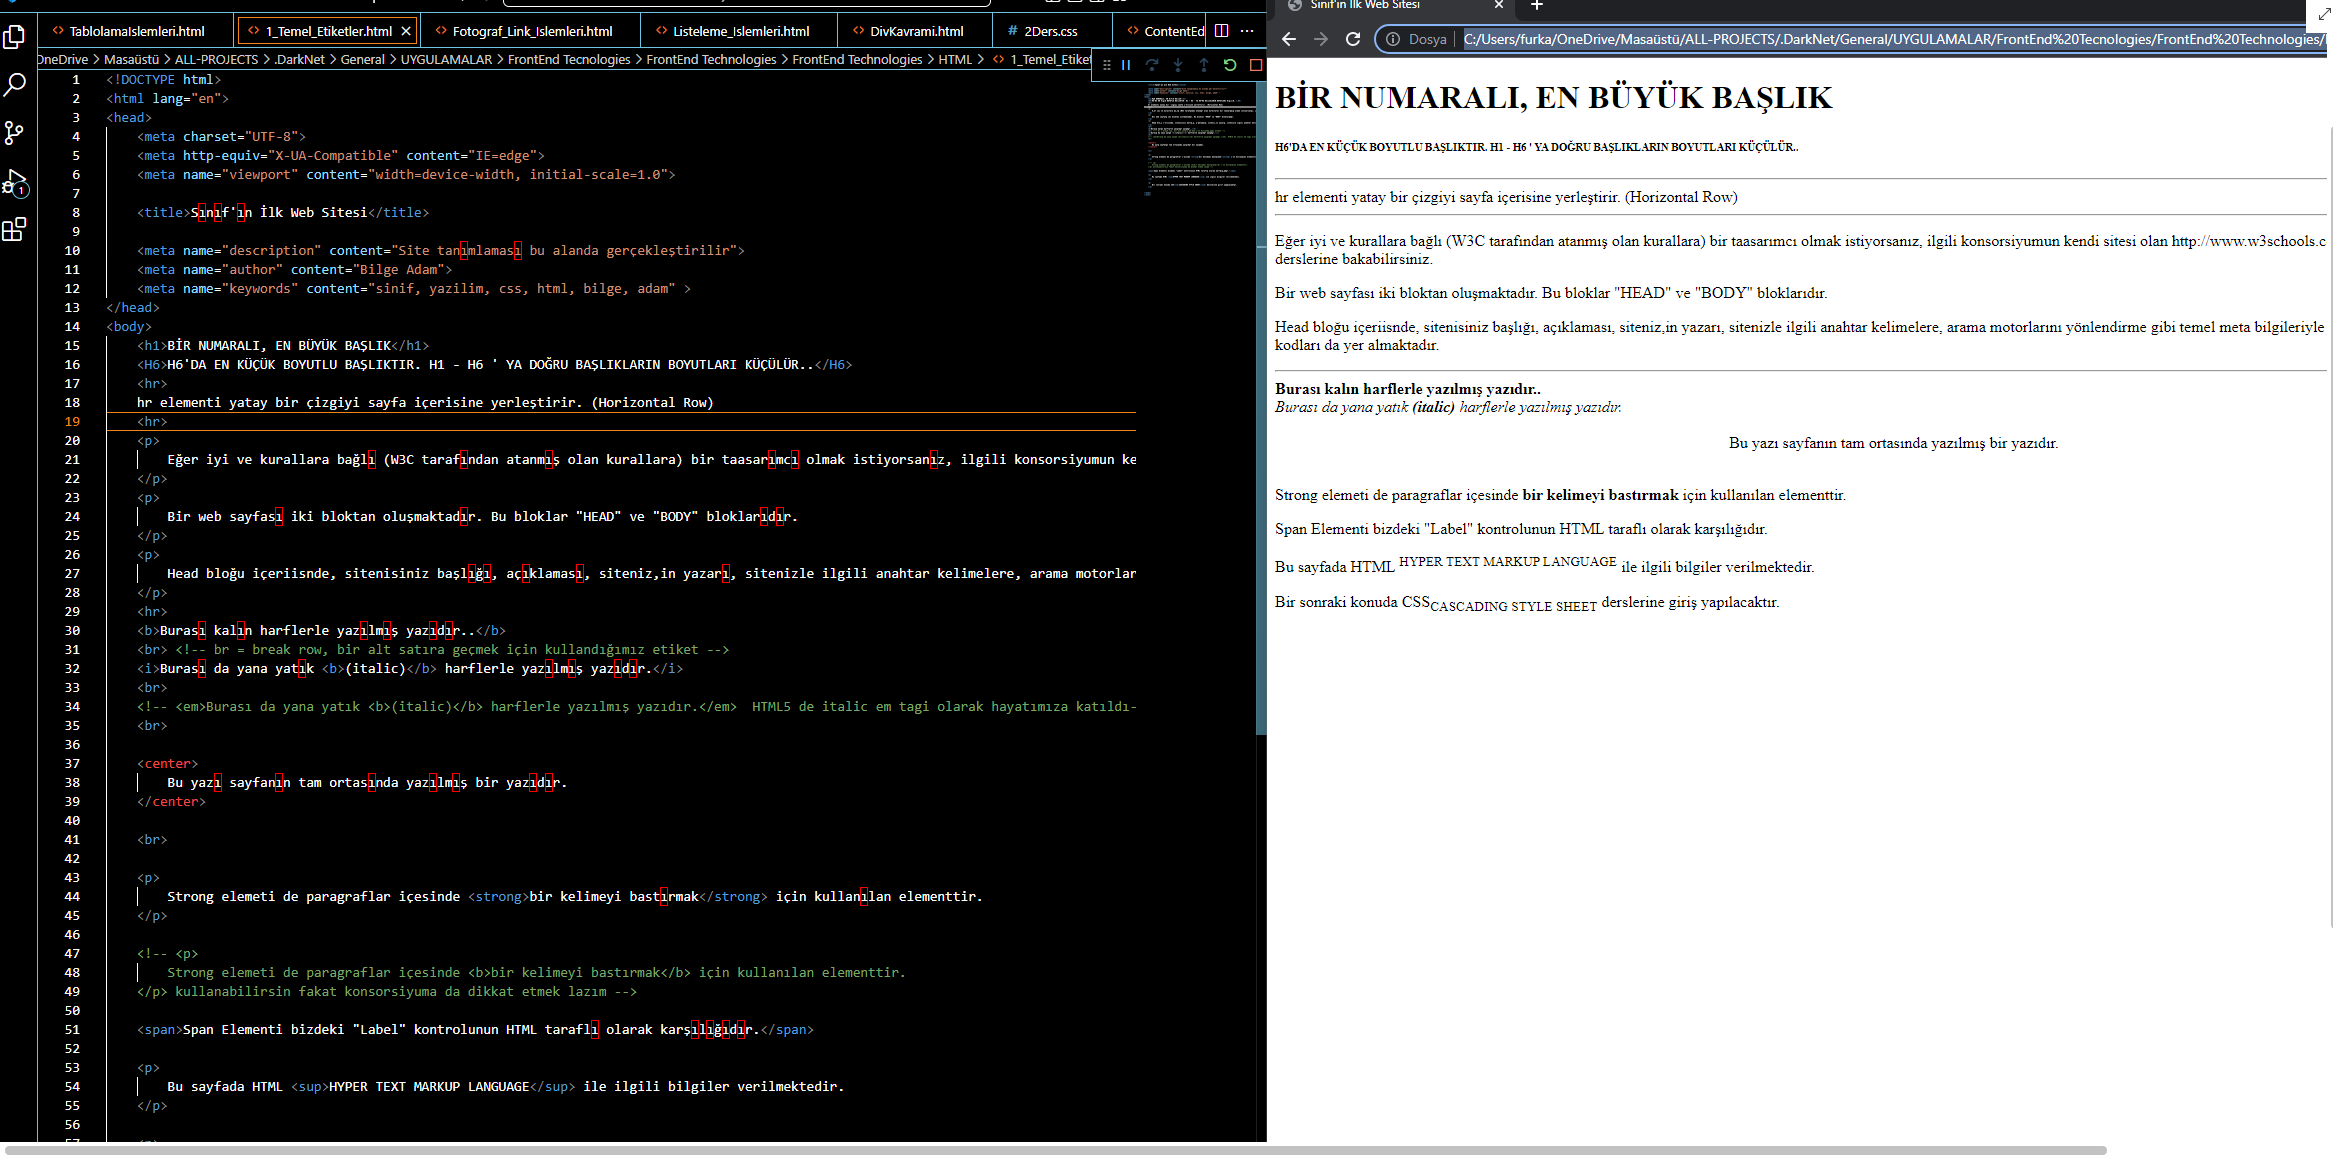 TablolamaIslemleri.html
1_Temel_Etiketler.html
Fotograf_Link_Islemleri.html
Listeleme_Islemleri.html
DivKavrami.html
# 2Ders.css
ContentEd
OneDrive > Masaüstü > ALL-PROJECTS > .DarkNet > General > UYGULAMALAR > FrontEnd Tecnologies > FrontEnd Technologies > FrontEnd Technologies > HTML > <> 1_Temel_Etiket
1 <!DOCTYPE html>
2 <html lang="en">
3 <head>
4 <meta charset="UTF-8">
5 <meta http-equiv="X-UA-Compatible" content="IE=edge">
6 <meta name="viewport" content="width=device-width, initial-scale=1.0">
7
8 <title>Sınıf'ın İlk Web Sitesi</title>
9
10 <meta name="description" content="Site tanımlaması bu alanda gerçekleştirilir">
11 <meta name="author" content="Bilge Adam">
12 <meta name="keywords" content="sinif, yazilim, css, html, bilge, adam" >
13 </head>
14 <body>
15 <h1>BİR NUMARALI, EN BÜYÜK BAŞLIK</h1>
16 <H6>H6'DA EN KÜÇÜK BOYUTLU BAŞLIKTIR. H1 - H6 ' YA DOĞRU BAŞLIKLARIN BOYUTLARI KÜÇÜLÜR..</H6>
17 <hr>
18 hr elementi yatay bir çizgiyi sayfa içerisine yerleştirir. (Horizontal Row)
19 <hr>
20 <p>
21 Eğer iyi ve kurallara bağlı (W3C tarafından atanmış olan kurallara) bir taasarımcı olmak istiyorsanız, ilgili konsorsiyumun ke
22 </p>
23 <p>
24 Bir web sayfası iki bloktan oluşmaktadır. Bu bloklar "HEAD" ve "BODY" bloklarıdır.
25 </p>
26 <p>
27 Head bloğu içeriisnde, sitenisiniz başlığı, açıklaması, siteniz,in yazarı, sitenizle ilgili anahtar kelimelere, arama motorlar
28 </p>
29 <hr>
30 <b>Burası kalın harflerle yazılmış yazıdır..</b>
31 <br> <!-- br = break row, bir alt satıra geçmek için kullandığımız etiket -->
32 <i>Burası da yana yatık <b>(italic)</b> harflerle yazılmış yazıdır.</i>
33 <br>
34 <!-- <em>Burası da yana yatık <b>(italic)</b> harflerle yazılmış yazıdır.</em>  HTML5 de italic em tagi olarak hayatımıza katıldı-
35 <br>
36
37 <center>
38 Bu yazı sayfanın tam ortasında yazılmış bir yazıdır.
39 </center>
40
41 <br>
42
43 <p>
44 Strong elemeti de paragraflar içesinde <strong>bir kelimeyi bastırmak</strong> için kullanılan elementtir.
45 </p>
46
47 <!-- <p>
48 Strong elemeti de paragraflar içesinde <b>bir kelimeyi bastırmak</b> için kullanılan elementtir.
49 </p> kullanabilirsin fakat konsorsiyuma da dikkat etmek lazım -->
50
51 <span>Span Elementi bizdeki "Label" kontrolunun HTML taraflı olarak karşılığıdır.</span>
52
53 <p>
54 Bu sayfada HTML <sup>HYPER TEXT MARKUP LANGUAGE</sup> ile ilgili bilgiler verilmektedir.
55 </p>
56
1
Sınıf'ın İlk Web Sitesi
Dosya | C:/Users/furka/OneDrive/Masaüstü/ALL-PROJECTS/.DarkNet/General/UYGULAMALAR/FrontEnd%20Tecnologies/FrontEnd%20Technologies/
BİR NUMARALI, EN BÜYÜK BAŞLIK
H6'DA EN KÜÇÜK BOYUTLU BAŞLIKTIR. H1 - H6 ' YA DOĞRU BAŞLIKLARIN BOYUTLARI KÜÇÜLÜR..
hr elementi yatay bir çizgiyi sayfa içerisine yerleştirir. (Horizontal Row)
Eğer iyi ve kurallara bağlı (W3C tarafından atanmış olan kurallara) bir taasarımcı olmak istiyorsanız, ilgili konsorsiyumun kendi sitesi olan http://www.w3schools.c
derslerine bakabilirsiniz.
Bir web sayfası iki bloktan oluşmaktadır. Bu bloklar "HEAD" ve "BODY" bloklarıdır.
Head bloğu içeriisnde, sitenisiniz başlığı, açıklaması, siteniz,in yazarı, sitenizle ilgili anahtar kelimelere, arama motorlarını yönlendirme gibi temel meta bilgileriyle
kodları da yer almaktadır.
Burası kalın harflerle yazılmış yazıdır..
Burası da yana yatık (italic) harflerle yazılmış yazıdır.
Bu yazı sayfanın tam ortasında yazılmış bir yazıdır.
Strong elemeti de paragraflar içesinde bir kelimeyi bastırmak için kullanılan elementtir.
Span Elementi bizdeki "Label" kontrolunun HTML taraflı olarak karşılığıdır.
Bu sayfada HTML HYPER TEXT MARKUP LANGUAGE ile ilgili bilgiler verilmektedir.
Bir sonraki konuda CSSCASCADING STYLE SHEET derslerine giriş yapılacaktır.